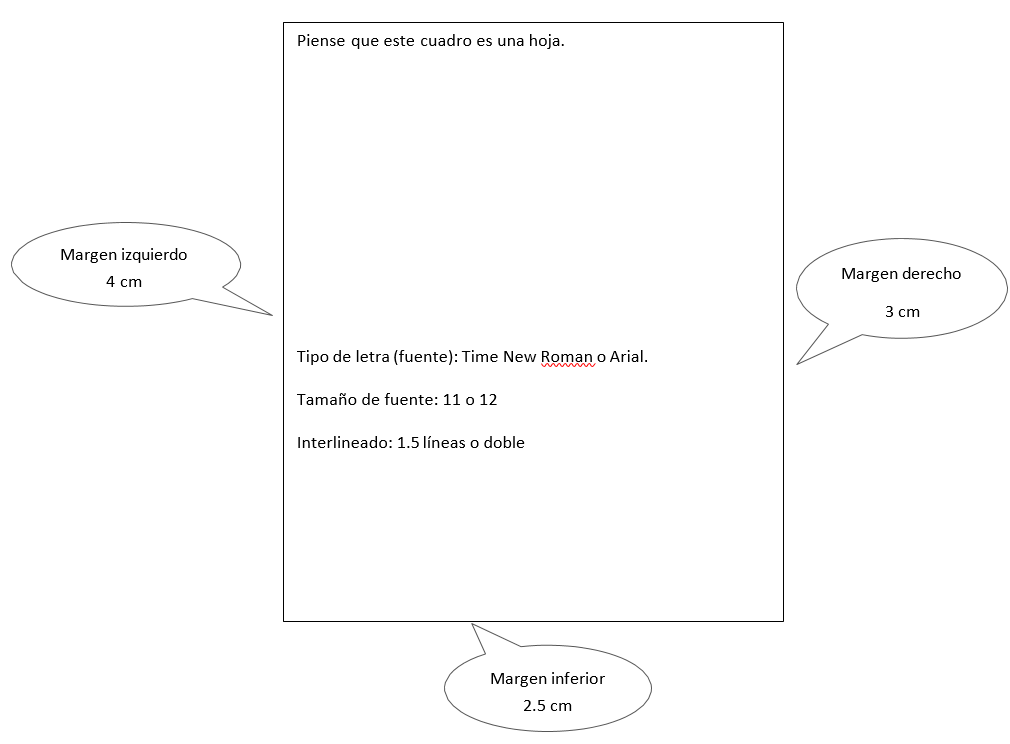 Piense que este cuadro es una hoja.
Margen izquierdo
4 cm
Margen derecho
3 cm
Tipo de letra (fuente): Time New Roman o Arial.
Tamaño de fuente: 11 o 12
Interlineado: 1.5 líneas o doble
Margen inferior
2.5 cm